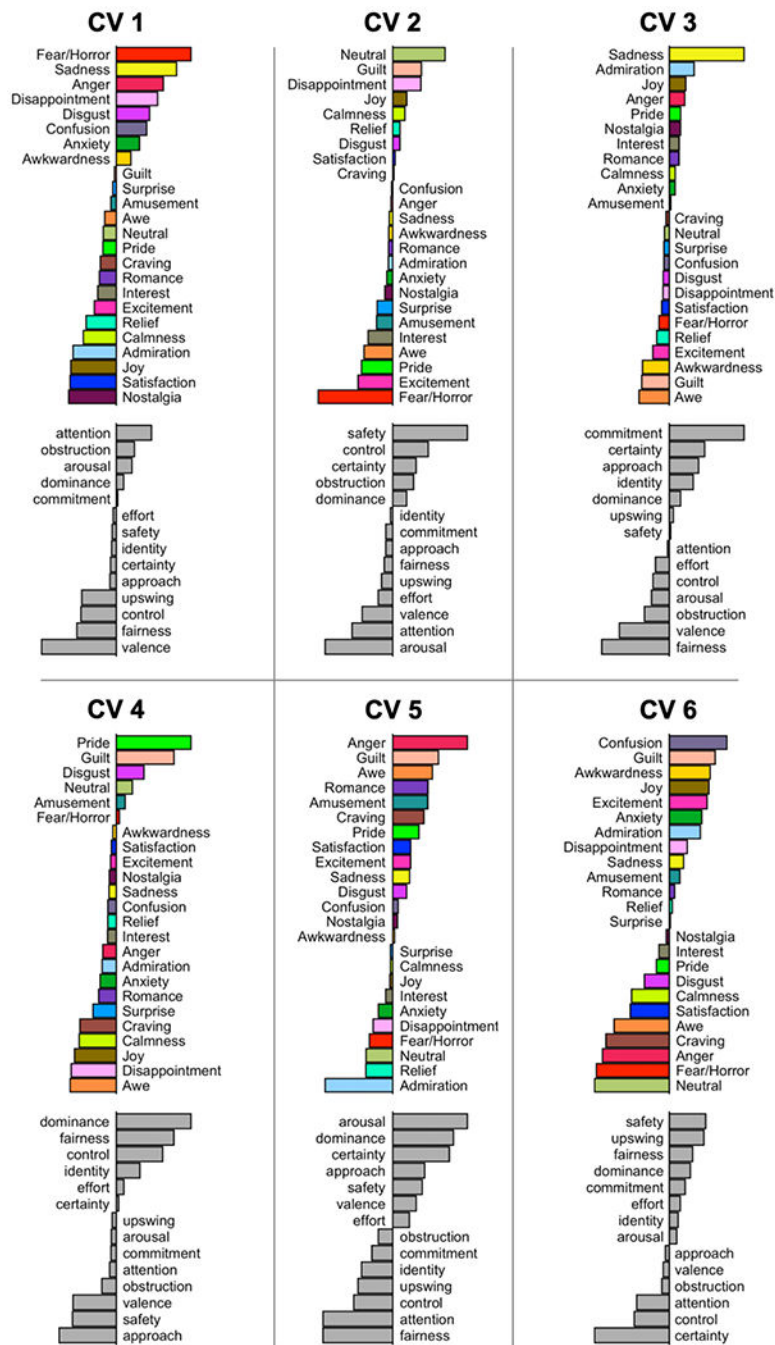 CV 1
Fear/Horror
Sadness
Anger
Disappointment
Disgust
Confusion
Anxiety
Awkwardness
Guilt
Surprise
Amusement
Awe
Neutral
Pride
Craving
Romance
Interest
Excitement
Relief
Calmness
Admiration
Joy
Satisfaction
Nostalgia
attention
obstruction
arousal
dominance
commitment
effort
safety
identity
certainty
approach
upswing
control
fairness
valence
CV 2
Neutral
Guilt
Disappointment
Joy
Calmness
Relief
Disgust
Satisfaction
Craving
Confusion
Anger
Sadness
Awkwardness
Romance
Admiration
Anxiety
Nostalgia
Surprise
Amusement
Interest
Awe
Pride
Excitement
Fear/Horror
safety
control
certainty
obstruction
dominance
identity
commitment
approach
fairness
upswing
effort
valence
attention
arousal
CV 3
Sadness
Admiration
Joy
Anger
Pride
Nostalgia
Interest
Romance
Calmness
Anxiety
Amusement
Craving
Neutral
Surprise
Confusion
Disgust
Disappointment
Satisfaction
Fear/Horror
Relief
Excitement
Awkwardness
Guilt
Awe
commitment
certainty
approach
identity
dominance
upswing
safety
attention
effort
control
arousal
obstruction
valence
fairness
CV 4
Pride
Guilt
Disgust
Neutral
Amusement
Fear/Horror
Awkwardness
Satisfaction
Excitement
Nostalgia
Sadness
Confusion
Relief
Interest
Anger
Admiration
Anxiety
Romance
Surprise
Craving
Calmness
Joy
Disappointment
Awe
dominance
fairness
control
identity
effort
certainty
upswing
arousal
commitment
attention
obstruction
valence
safety
approach
CV 5
Anger
Guilt
Awe
Romance
Amusement
Craving
Pride
Satisfaction
Excitement
Sadness
Disgust
Confusion
Nostalgia
Awkwardness
Surprise
Calmness
Joy
Interest
Anxiety
Disappointment
Fear/Horror
Neutral
Relief
Admiration
arousal
dominance
certainty
approach
safety
valence
effort
obstruction
commitment
identity
upswing
control
attention
fairness
CV 6
Confusion
Guilt
Awkwardness
Joy
Excitement
Anxiety
Admiration
Disappointment
Sadness
Amusement
Romance
Relief
Surprise
Nostalgia
Interest
Pride
Disgust
Calmness
Satisfaction
Awe
Craving
Anger
Fear/Horror
Neutral
safety
upswing
fairness
dominance
commitment
effort
identity
arousal
approach
valence
obstruction
attention
control
certainty